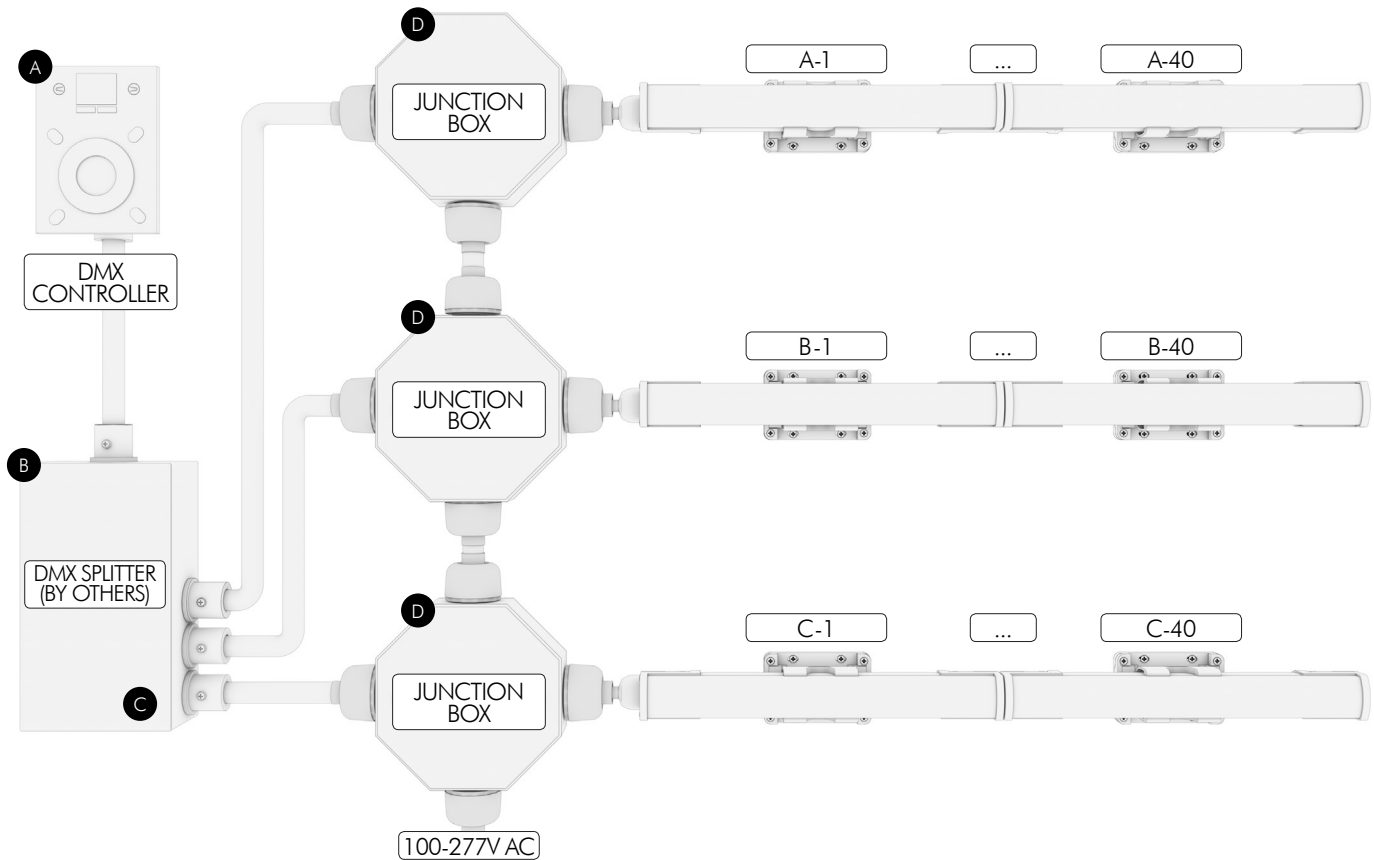 D
A-1
...
A-40
A
JUNCTION
BOX
DMX
CONTROLLER
D
B-1
...
B-40
JUNCTION
BOX
B
DMX SPLITTER
(BY OTHERS)
D
C-1
...
C-40
JUNCTION
BOX
C
100-277V AC